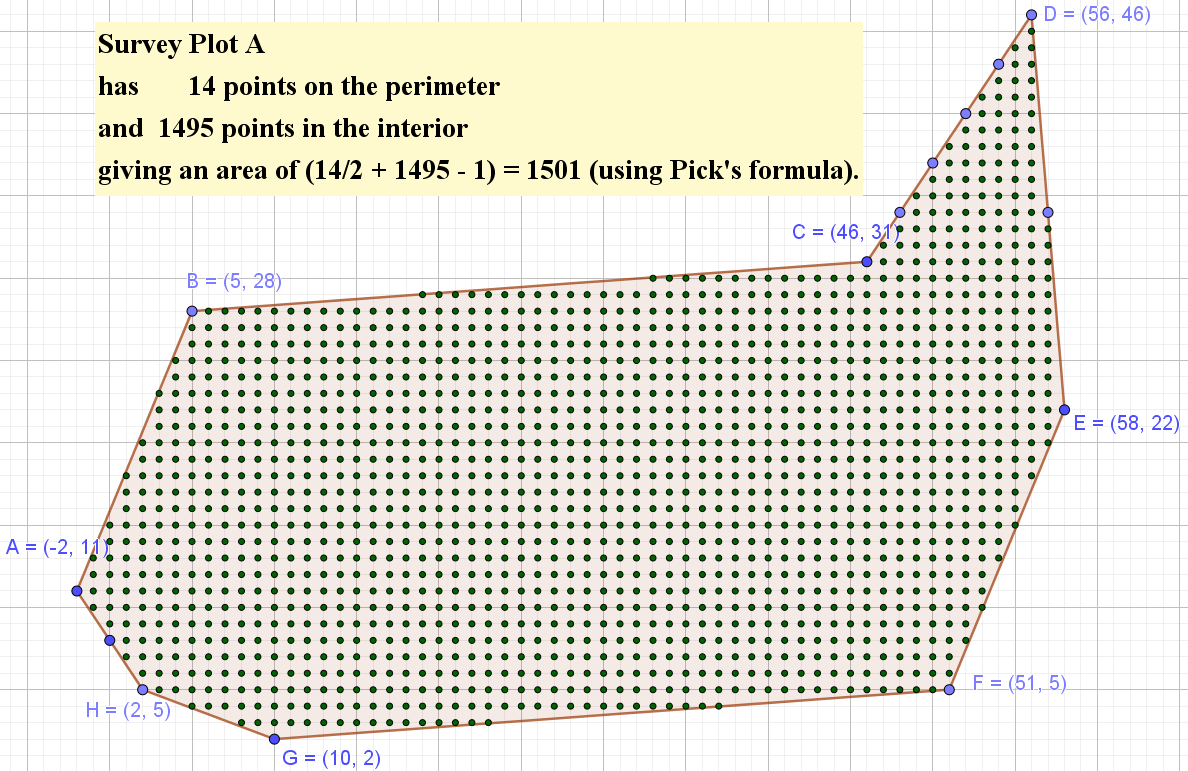 Survey Plot A
has 14 points on the perimeter
and 1495 points in the interior
giving an area of (14/2 + 1495 - 1) = 1501 (using Pick's formula).
D = (56, 46)
C = (46, 31)
B = (5, 28)
E = (58, 22)
A = (-2, 11)
F = (51, 5)
H = (2, 5)
G = (10, 2)